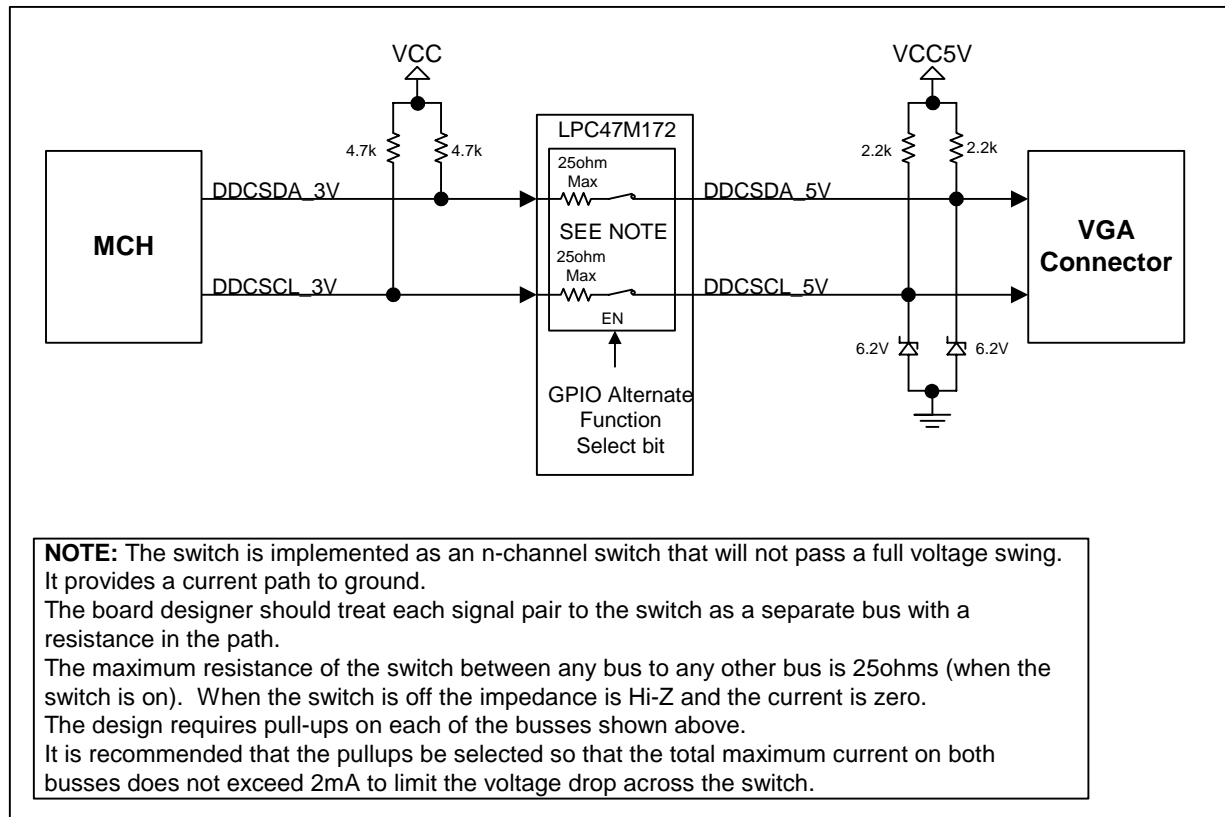 VCC
VCC5V
LPC47M172
4.7k
4.7k
25ohm
Max
2.2k
2.2k
DDCSDA_3V
DDCSDA_5V
MCH
SEE NOTE
VGA
Connector
25ohm
Max
DDCSCL_3V
DDCSCL_5V
EN
6.2V
6.2V
GPIO Alternate
Function
Select bit
NOTE: The switch is implemented as an n-channel switch that will not pass a full voltage swing.
It provides a current path to ground.
The board designer should treat each signal pair to the switch as a separate bus with a
resistance in the path.
The maximum resistance of the switch between any bus to any other bus is 25ohms (when the
switch is on). When the switch is off the impedance is Hi-Z and the current is zero.
The design requires pull-ups on each of the busses shown above.
It is recommended that the pullups be selected so that the total maximum current on both
busses does not exceed 2mA to limit the voltage drop across the switch.